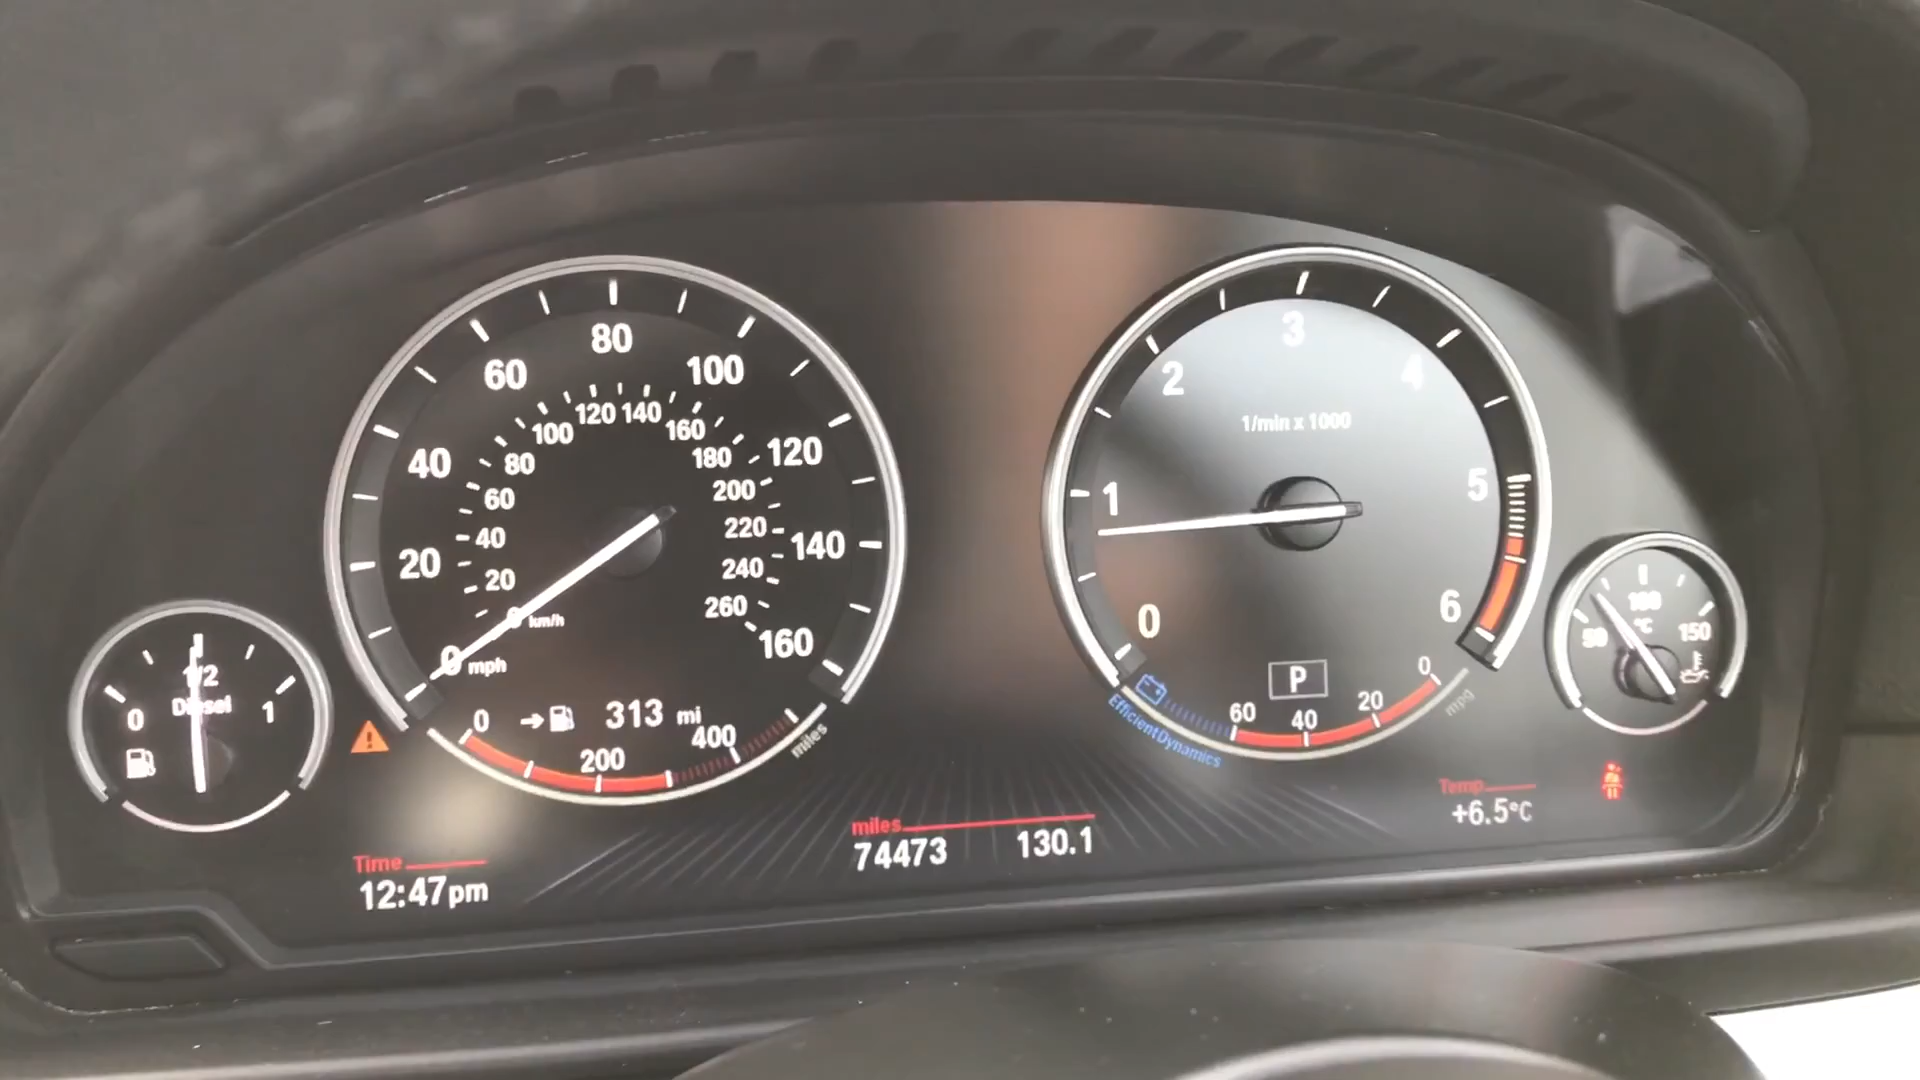 80
60
100
40
120
20
140
0 mph
160
120 140
100
160
80
180
60
200
40
220
20
240
0 km/h
260
0
1/2
Diesel
1
0
313 mi
200
400
miles
3
2
4
1/min x 1000
1
5
0
6
P
60
40
20
0
mpg
EfficientDynamics
50
100
°C
150
Time
12:47pm
miles
74473 130.1
Temp
+6.5°C